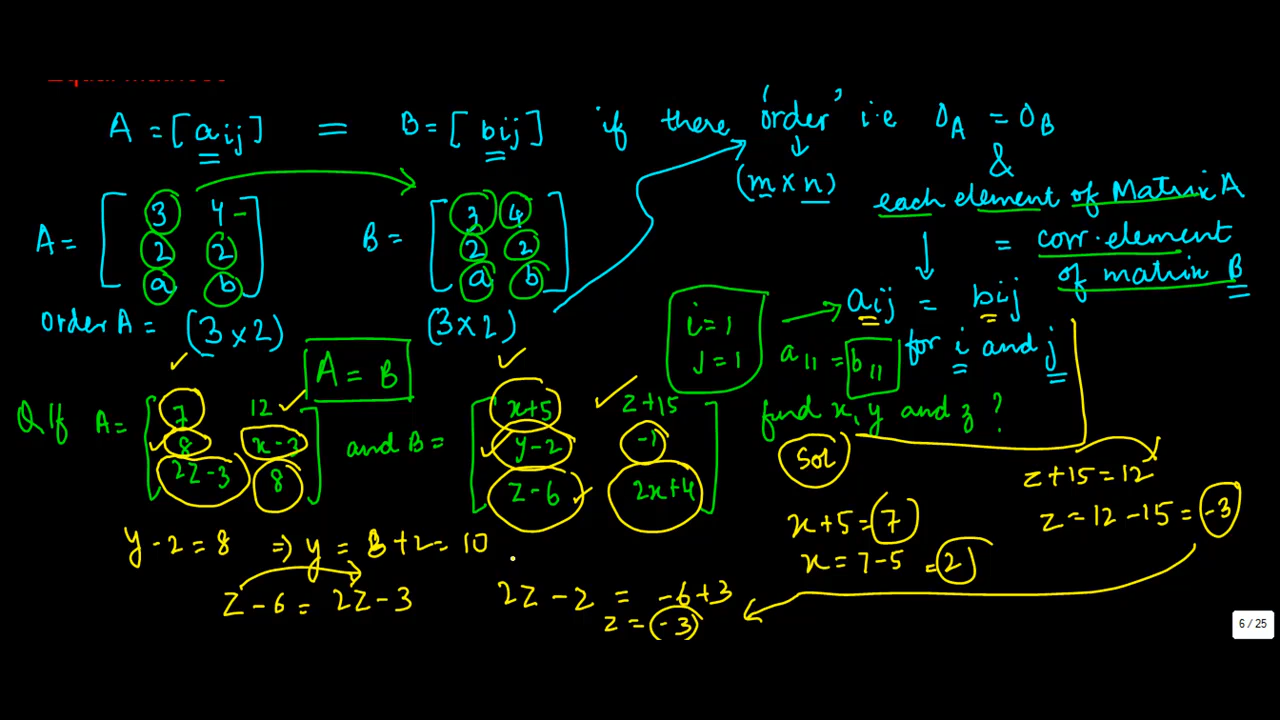 A = [aij] = B = [bij] if there 'order' i.e OA = OB
↓ &
(m × n)
each element of Matrix A
= corr. element
of matrix B
aij = bij
for i and j
A = [ 3 4
2 2
a b ]
B = [ 3 4
2 2
a b ]
order A = (3 × 2)
(3 × 2)
A = B
i = 1
J = 1
a11 = b11
Q If A = [ 7 12
8 x-3
2Z-3 8 ]
and B = [ x+5 z+15
y-2 -1
z-6 2x+4 ]
find x, y and z ?
Sol
x+5 = 7
x = 7-5 = 2
z+15 = 12
z = 12-15 = -3
y-2 = 8 ⇒ y = 8+2 = 10
z-6 = 2z-3
2z-z = -6+3
z = -3
6 / 25